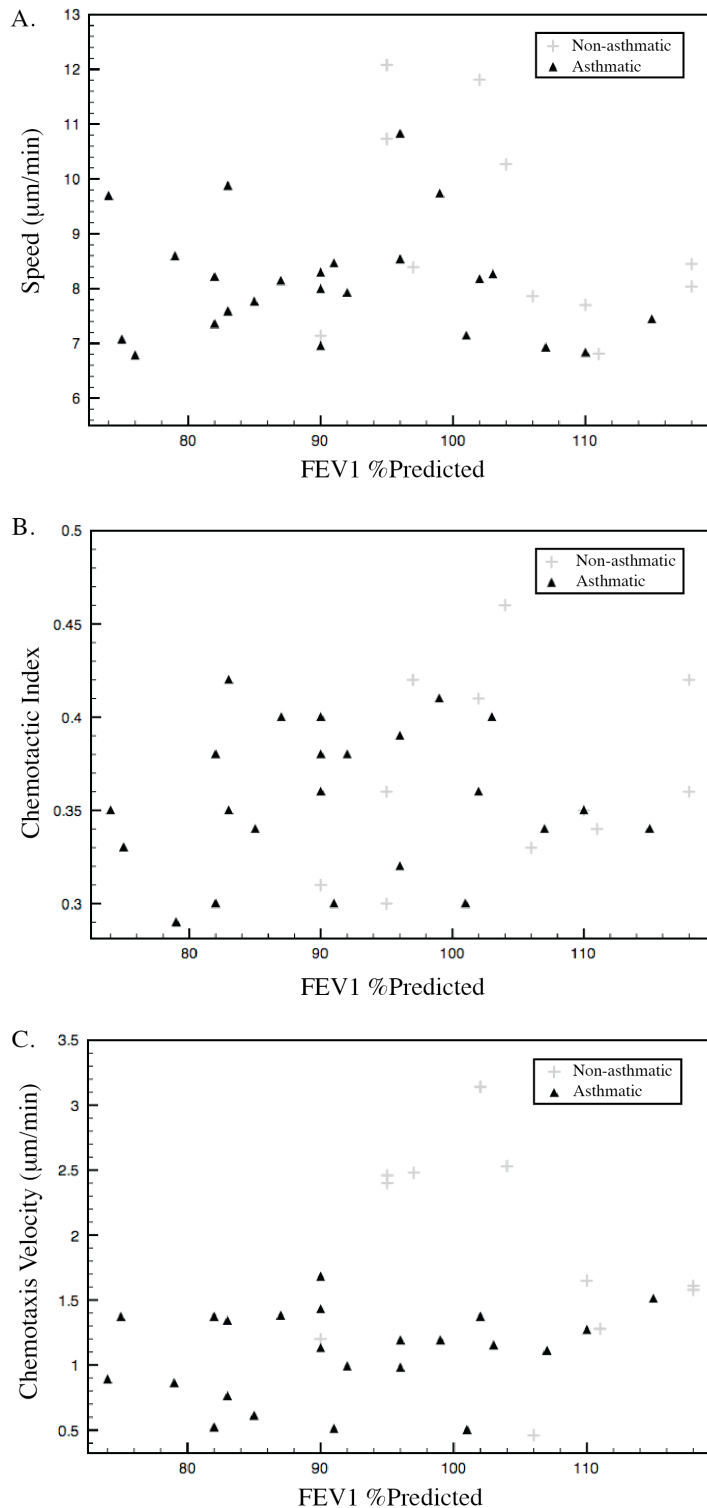 A.
13
12
11
10
9
8
7
6
Speed (μm/min)
Non-asthmatic
Asthmatic
80 90 100 110
FEV1 %Predicted
B.
0.5
0.45
0.4
0.35
0.3
Chemotactic Index
Non-asthmatic
Asthmatic
80 90 100 110
FEV1 %Predicted
C.
3.5
3
2.5
2
1.5
1
0.5
Chemotaxis Velocity (μm/min)
Non-asthmatic
Asthmatic
80 90 100 110
FEV1 %Predicted